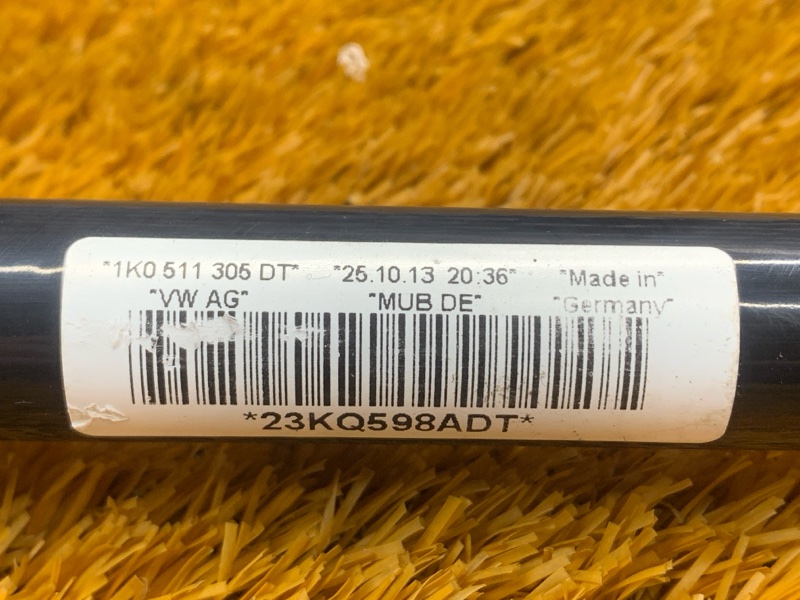 *1K0 511 305 DT* *25.10.13 20:36* "Made in"
"VW AG" "MUB DE" "Germany"
*23KQ598ADT*